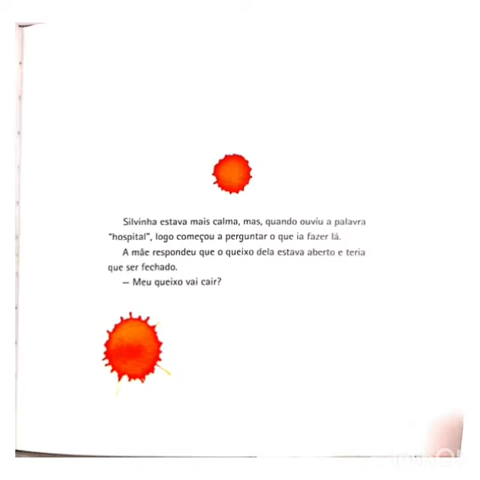 Silvinha estava mais calma, mas, quando ouviu a palavra
"hospital", logo começou a perguntar o que ia fazer lá.
A mãe respondeu que o queixo dela estava aberto e teria
que ser fechado.
— Meu queixo vai cair?